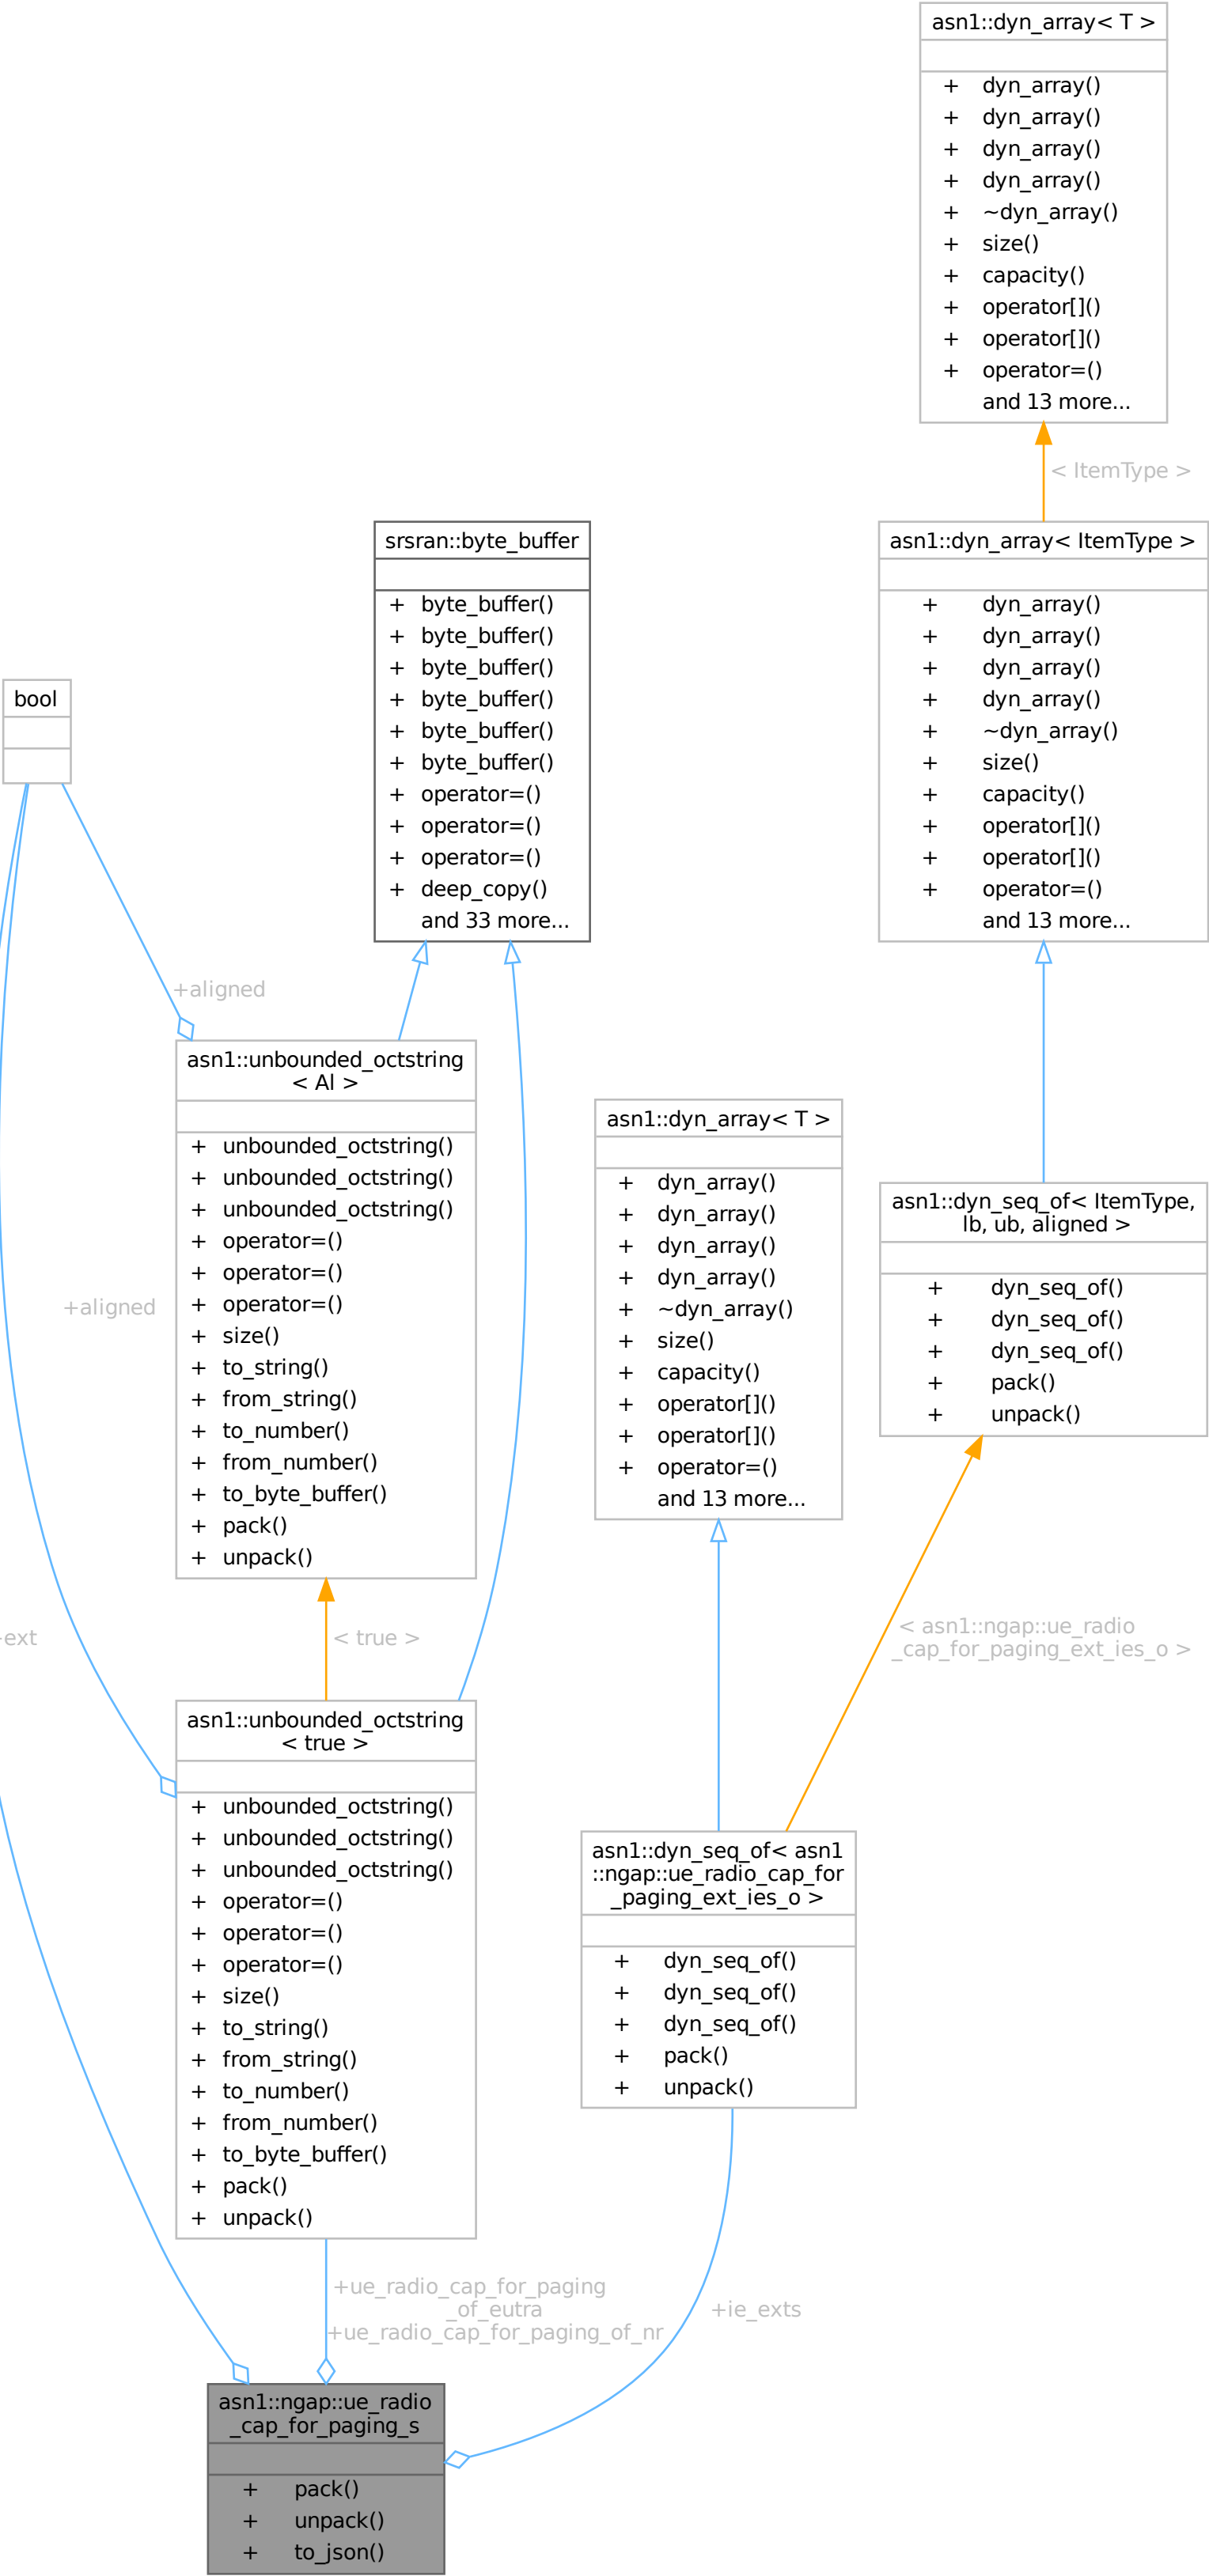 asn1::dyn_array< T >
+ dyn_array()
+ dyn_array()
+ dyn_array()
+ dyn_array()
+ ~dyn_array()
+ size()
+ capacity()
+ operator[]()
+ operator[]()
+ operator=()
and 13 more...
< ItemType >
srsran::byte_buffer
+ byte_buffer()
+ byte_buffer()
+ byte_buffer()
+ byte_buffer()
+ byte_buffer()
+ byte_buffer()
+ operator=()
+ operator=()
+ operator=()
+ deep_copy()
and 33 more...
asn1::dyn_array< ItemType >
+ dyn_array()
+ dyn_array()
+ dyn_array()
+ dyn_array()
+ ~dyn_array()
+ size()
+ capacity()
+ operator[]()
+ operator[]()
+ operator=()
and 13 more...
bool
+aligned
asn1::unbounded_octstring
< Al >
+ unbounded_octstring()
+ unbounded_octstring()
+ unbounded_octstring()
+ operator=()
+ operator=()
+ operator=()
+ size()
+ to_string()
+ from_string()
+ to_number()
+ from_number()
+ to_byte_buffer()
+ pack()
+ unpack()
+aligned
asn1::dyn_array< T >
+ dyn_array()
+ dyn_array()
+ dyn_array()
+ dyn_array()
+ ~dyn_array()
+ size()
+ capacity()
+ operator[]()
+ operator[]()
+ operator=()
and 13 more...
asn1::dyn_seq_of< ItemType,
lb, ub, aligned >
+ dyn_seq_of()
+ dyn_seq_of()
+ dyn_seq_of()
+ pack()
+ unpack()
ext
< true >
< asn1::ngap::ue_radio
_cap_for_paging_ext_ies_o >
asn1::unbounded_octstring
< true >
+ unbounded_octstring()
+ unbounded_octstring()
+ unbounded_octstring()
+ operator=()
+ operator=()
+ operator=()
+ size()
+ to_string()
+ from_string()
+ to_number()
+ from_number()
+ to_byte_buffer()
+ pack()
+ unpack()
asn1::dyn_seq_of< asn1
::ngap::ue_radio_cap_for
_paging_ext_ies_o >
+ dyn_seq_of()
+ dyn_seq_of()
+ dyn_seq_of()
+ pack()
+ unpack()
+ue_radio_cap_for_paging
_of_eutra
+ue_radio_cap_for_paging_of_nr
+ie_exts
asn1::ngap::ue_radio
_cap_for_paging_s
+ pack()
+ unpack()
+ to_json()